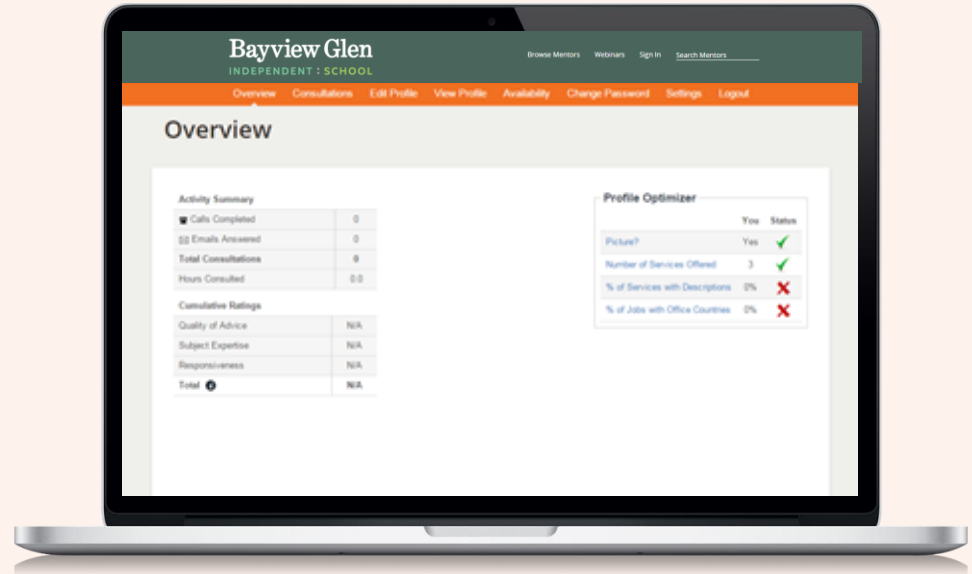 Bayview Glen
INDEPENDENT : SCHOOL
Browse Mentors Webinars Sign In Search Mentors
Overview Consultations Edit Profile View Profile Availability Change Password Settings Logout
Overview
Activity Summary
Calls Completed 0
Emails Answered 0
Total Consultations 0
Hours Consulted 0.0
Cumulative Ratings
Quality of Advice N/A
Subject Expertise N/A
Responsiveness N/A
Total N/A
Profile Optimizer
You Status
Picture? Yes
Number of Services Offered 3
% of Services with Descriptions 0%
% of Jobs with Office Countries 0%